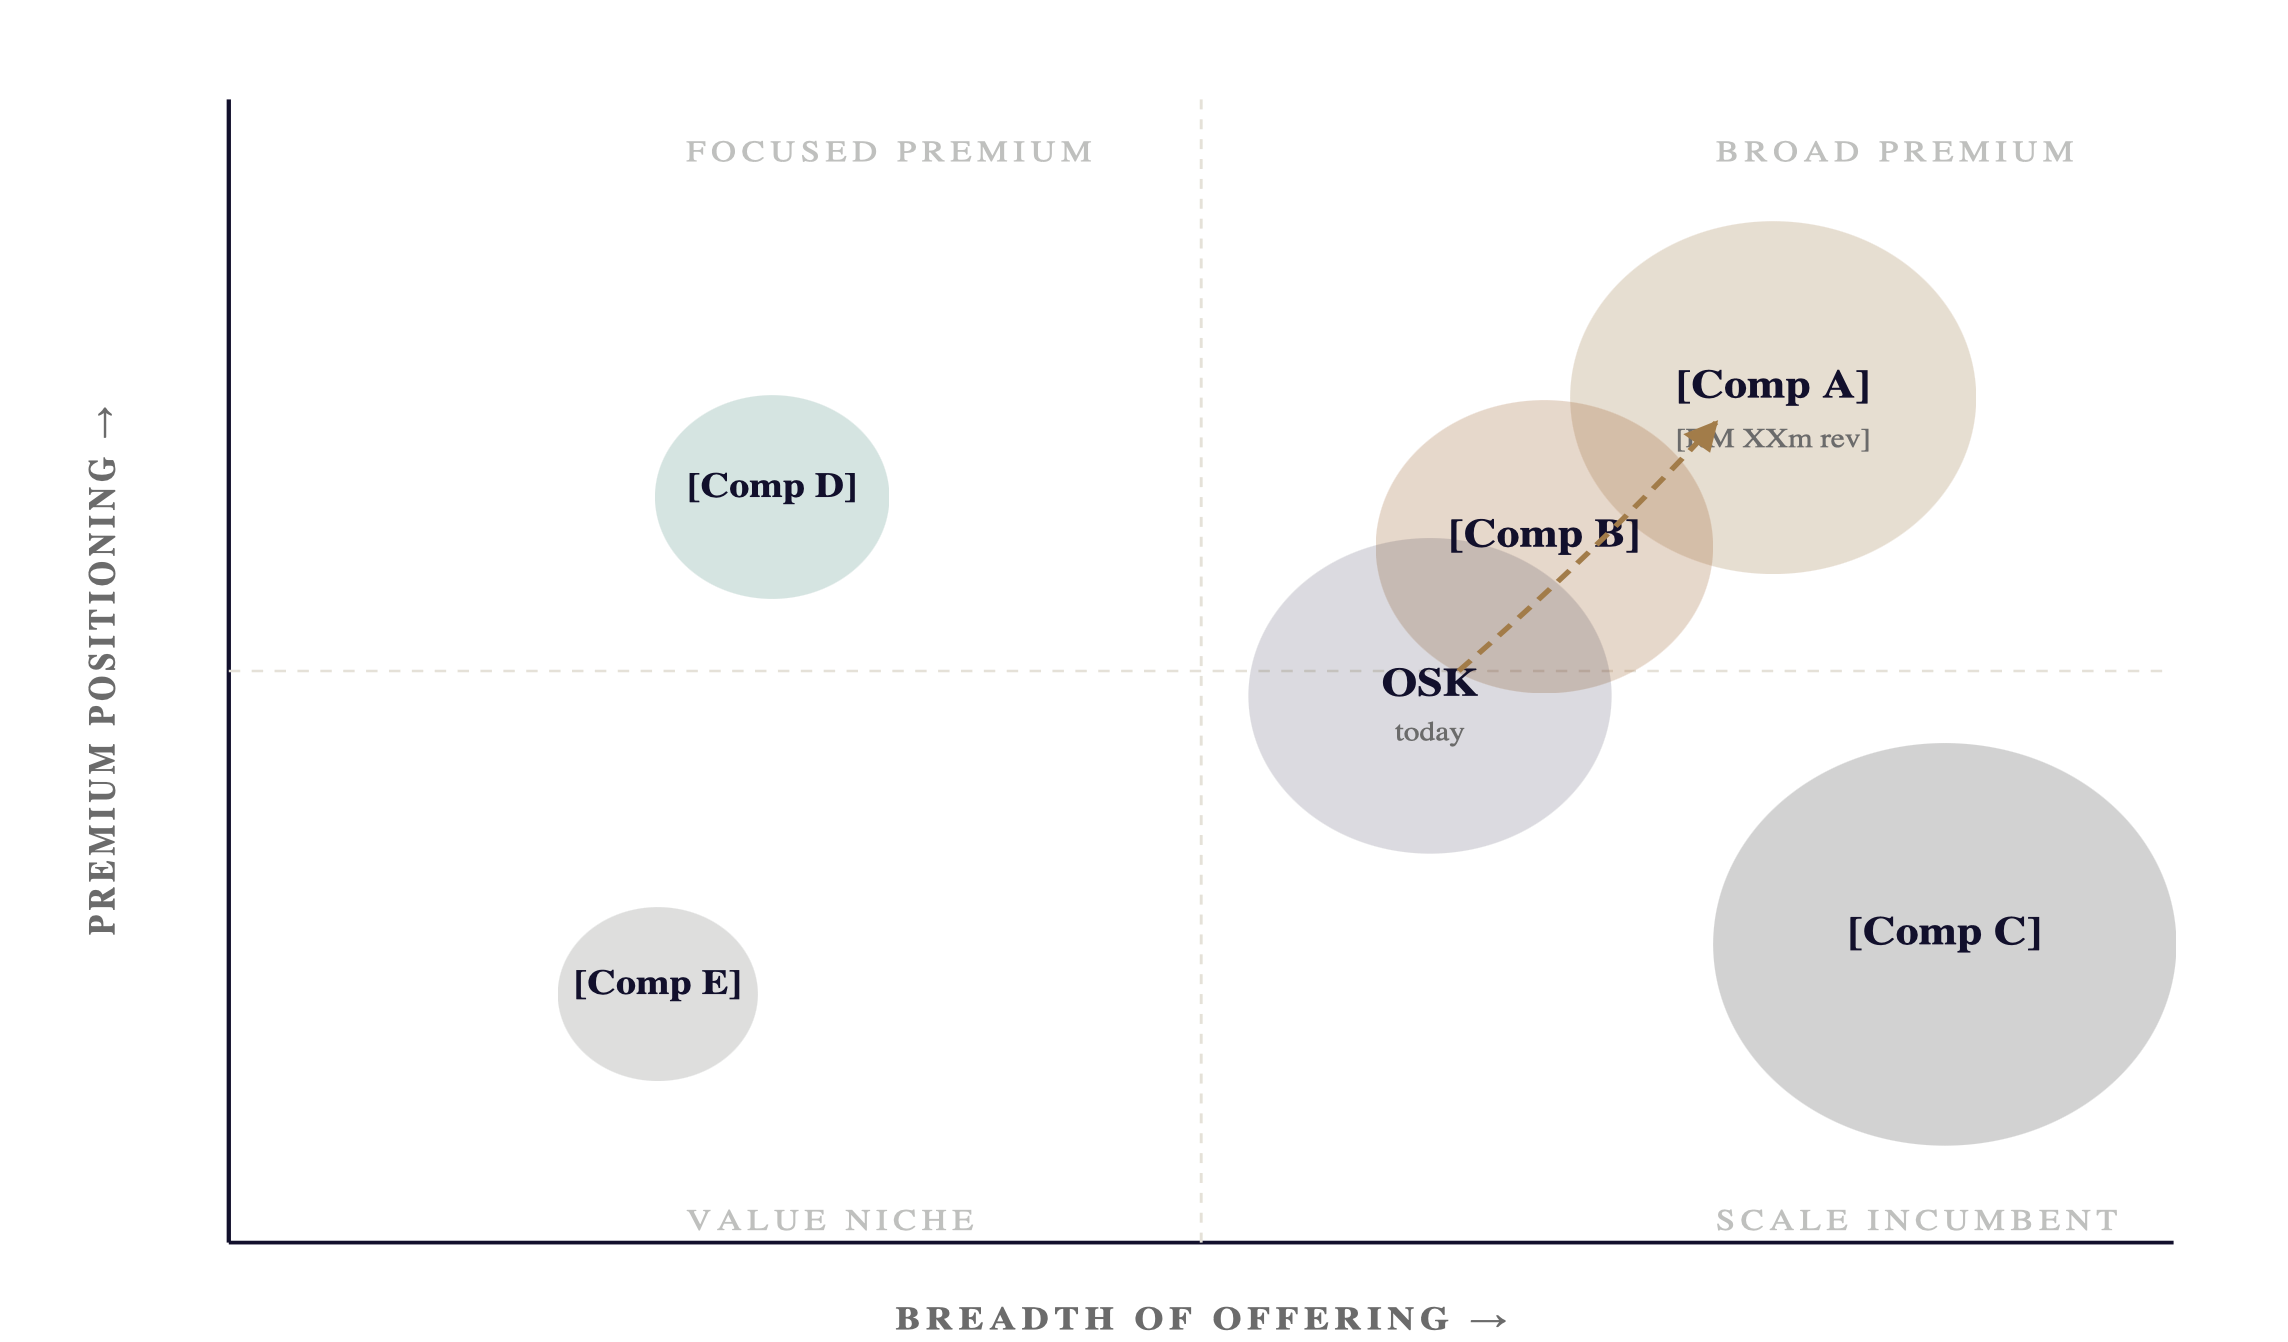 FOCUSED PREMIUM
BROAD PREMIUM
[Comp A]
[RM XXm rev]
[Comp D]
[Comp B]
OSK
today
[Comp C]
[Comp E]
VALUE NICHE
SCALE INCUMBENT
PREMIUM POSITIONING →
BREADTH OF OFFERING →